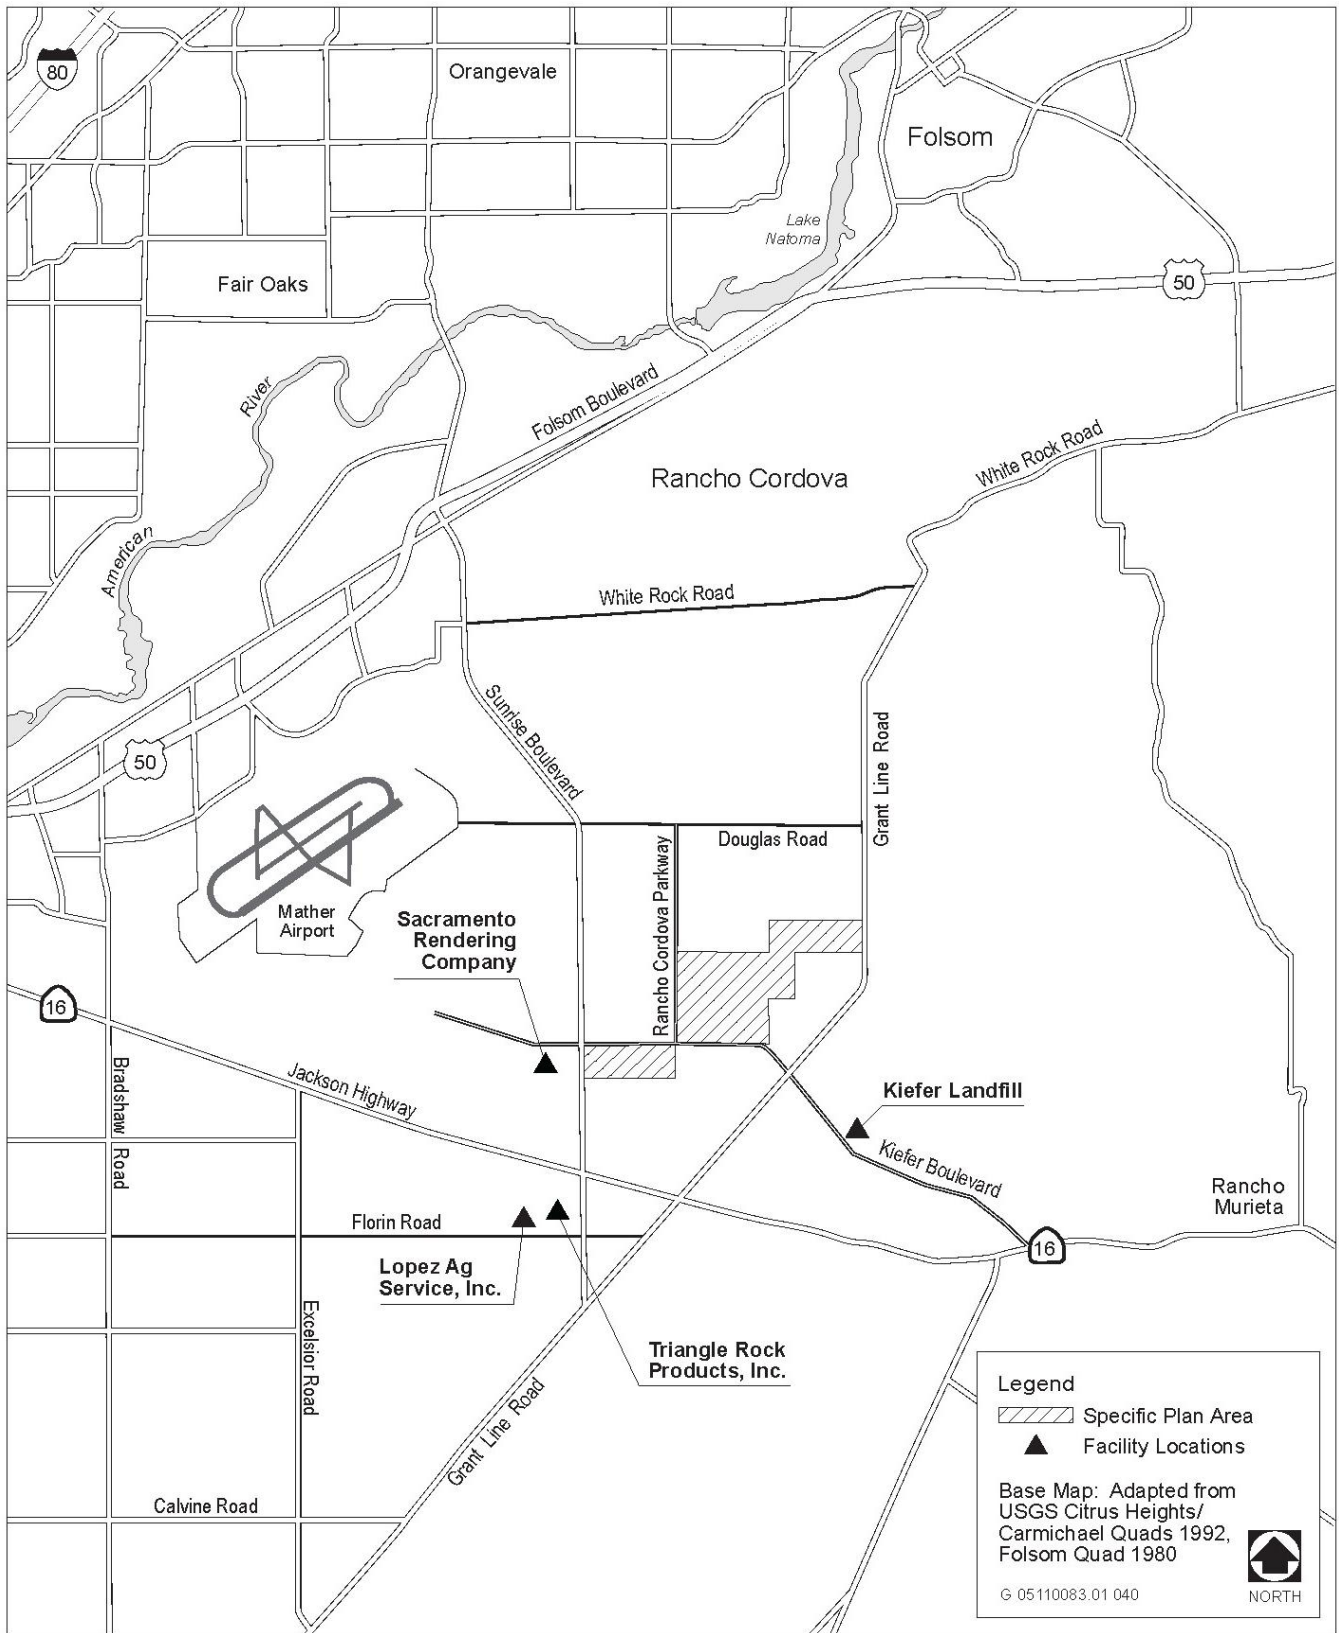 80
Orangevale
Folsom
Lake
Natoma
Fair Oaks
50
River
Folsom Boulevard
White Rock Road
Rancho Cordova
American
White Rock Road
Sunrise Boulevard
50
Grant Line Road
Douglas Road
Rancho Cordova Parkway
Mather
Airport
Sacramento
Rendering
Company
16
Jackson Highway
Bradshaw Road
Kiefer Landfill
Kiefer Boulevard
Rancho
Murieta
Florin Road
16
Lopez Ag
Service, Inc.
Excelsior Road
Triangle Rock
Products, Inc.
Grant Line Road
Calvine Road
Legend
Specific Plan Area
Facility Locations
Base Map: Adapted from
USGS Citrus Heights/
Carmichael Quads 1992,
Folsom Quad 1980
G 05110083.01 040
NORTH